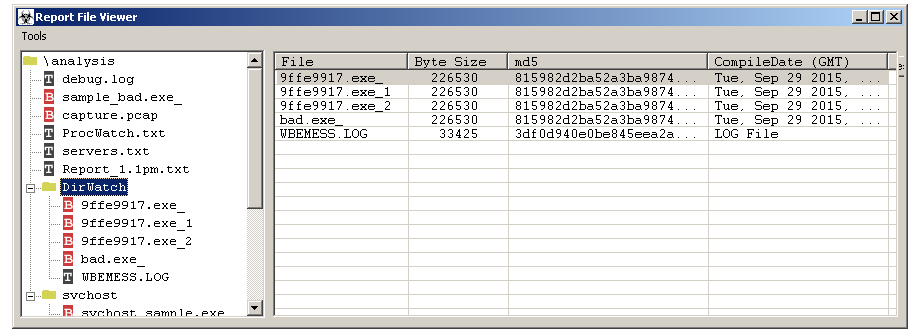 Report File Viewer
Tools
\analysis
debug.log
sample_bad.exe_
capture.pcap
ProcWatch.txt
servers.txt
Report_1.1pm.txt
DirWatch
9ffe9917.exe_
9ffe9917.exe_1
9ffe9917.exe_2
bad.exe_
WBEMESS.LOG
svchost
svchost_sample.exe
File Byte Size md5 CompileDate (GMT)
9ffe9917.exe_ 226530 815982d2ba52a3ba9874... Tue, Sep 29 2015, ...
9ffe9917.exe_1 226530 815982d2ba52a3ba9874... Tue, Sep 29 2015, ...
9ffe9917.exe_2 226530 815982d2ba52a3ba9874... Tue, Sep 29 2015, ...
bad.exe_ 226530 815982d2ba52a3ba9874... Tue, Sep 29 2015, ...
WBEMESS.LOG 33425 3df0d940e0be845eea2a... LOG File